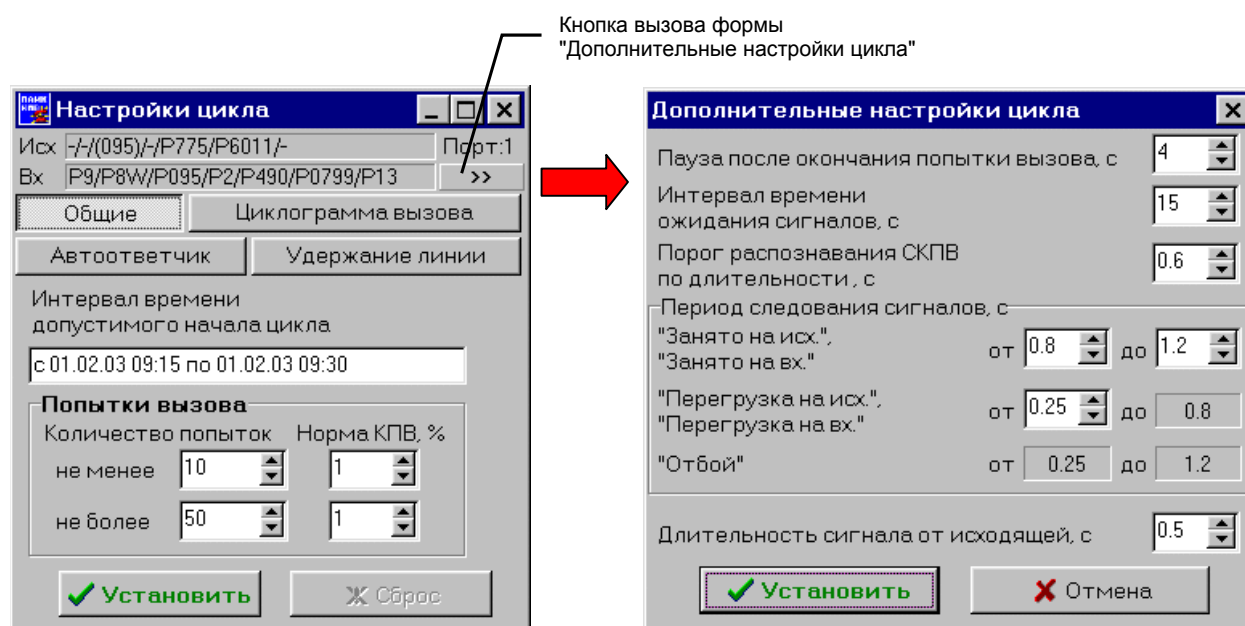 Кнопка вызова формы
"Дополнительные настройки цикла"
Настройки цикла
Исх -/-/(095)/-/P775/P6011/- Порт:1
Вх P9/P8W/P095/P2/P490/P0799/P13 >>
Общие Циклограмма вызова
Автоответчик Удержание линии
Интервал времени
допустимого начала цикла
с 01.02.03 09:15 по 01.02.03 09:30
Попытки вызова
Количество попыток Норма КПВ, %
не менее 10 1
не более 50 1
Установить Сброс
Дополнительные настройки цикла
Пауза после окончания попытки вызова, с 4
Интервал времени
ожидания сигналов, с 15
Порог распознавания СКПВ
по длительности , с 0.6
Период следования сигналов, с
"Занято на исх.",
"Занято на вх." от 0.8 до 1.2
"Перегрузка на исх.",
"Перегрузка на вх." от 0.25 до 0.8
"Отбой" от 0.25 до 1.2
Длительность сигнала от исходящей, с 0.5
Установить Отмена